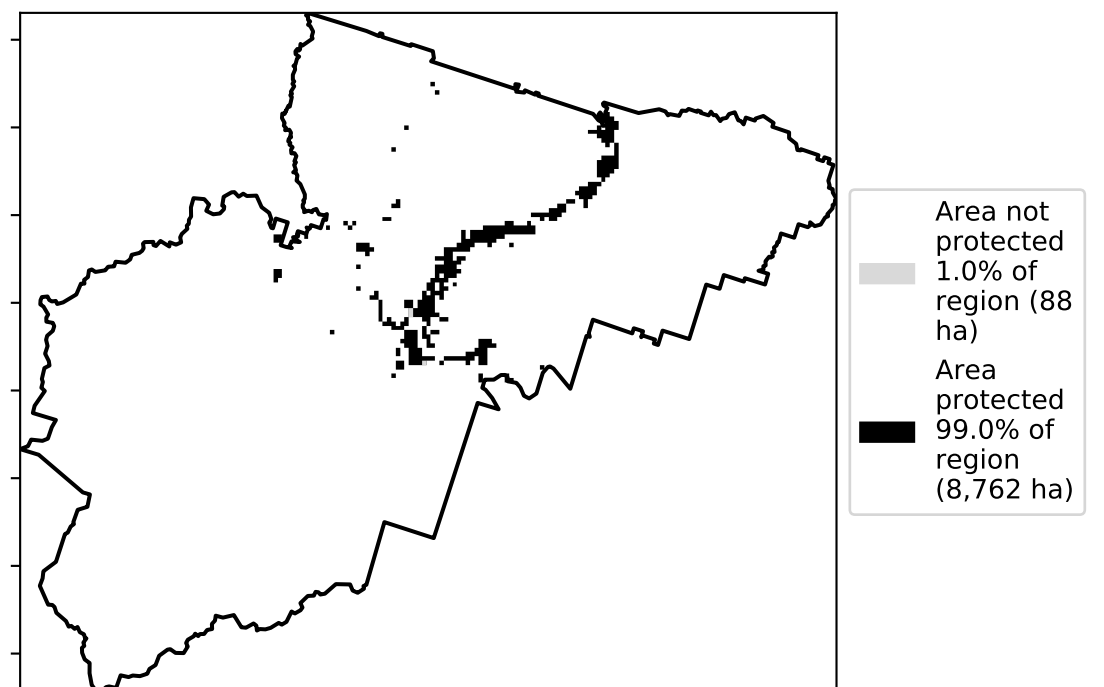 Area not
protected
1.0% of
region (88
ha)
Area
protected
99.0% of
region
(8,762 ha)